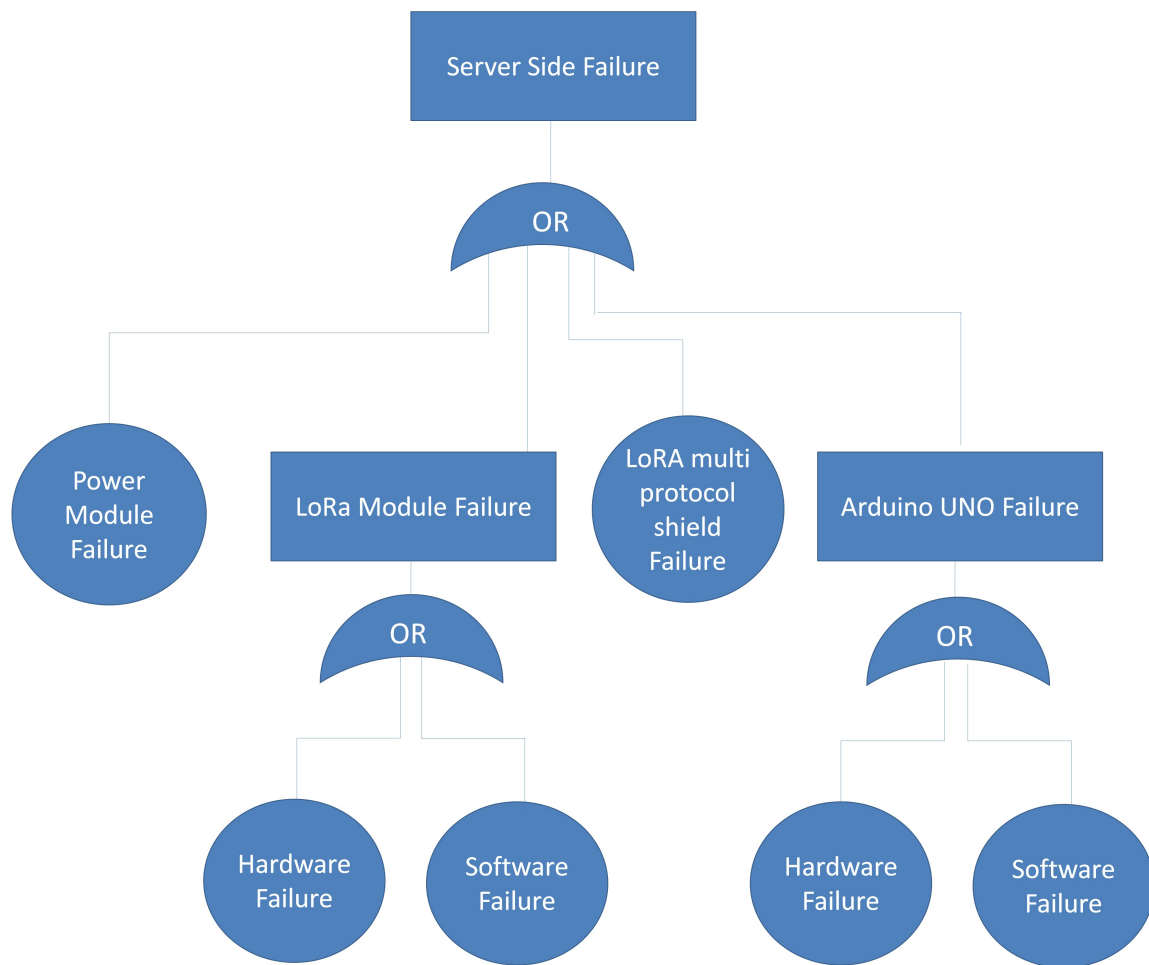 Server Side Failure
OR
Power
Module
Failure
LoRa Module Failure
LoRA multi
protocol
shield
Failure
Arduino UNO Failure
OR
OR
Hardware
Failure
Software
Failure
Hardware
Failure
Software
Failure